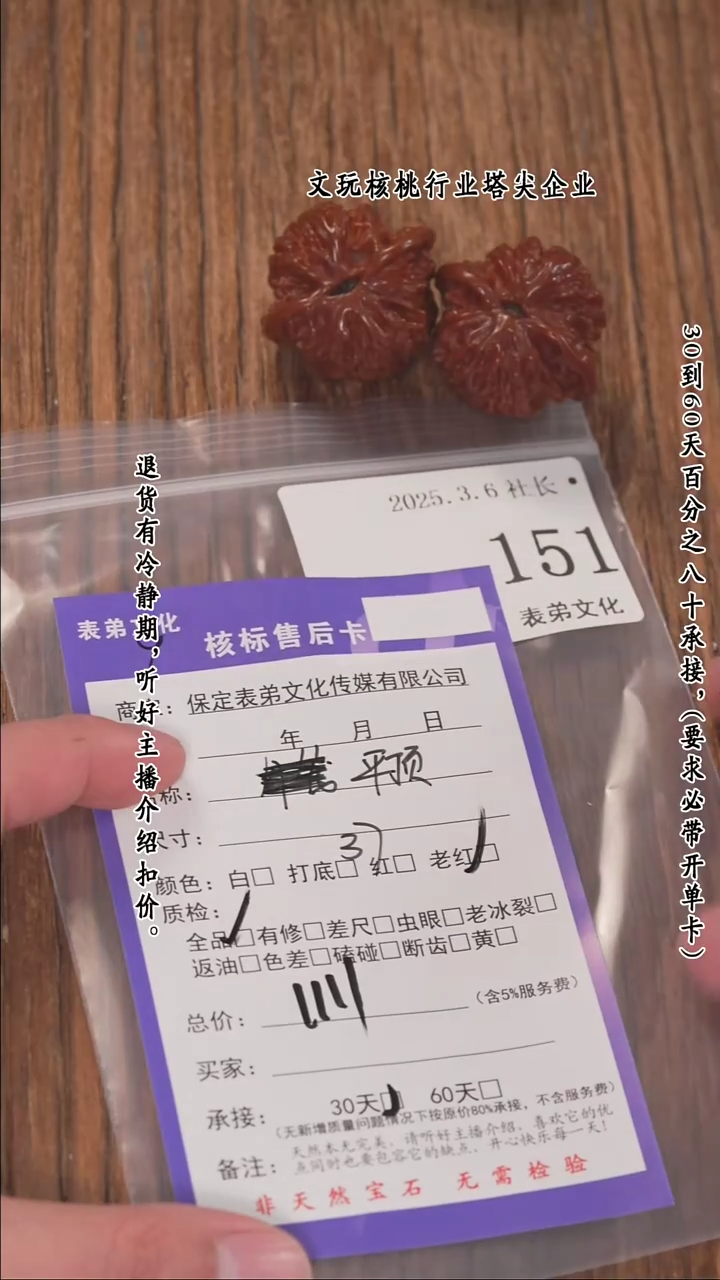 文玩核桃行业塔尖企业
30到60天百分之八十承接，（要求必带开单卡）
退货有冷静期，听好主播介绍扣价。
2025.3.6 社长
151
表弟文化
表弟文化
核标售后卡
保定表弟文化传媒有限公司
年 月 日
称： 平顶
尺寸： 37
颜色：白□ 打底□ 红□ 老红□
质检：
全品□有修□差尺□虫眼□老冰裂□
返油□色差□磕碰□断齿□黄□
总价： （含5%服务费）
买家：
承接： 30天□ 60天□
（无新增质量问题情况下按原价80%承接，不含服务费）
备注： 天然本无完美，请听好主播介绍，喜欢它的优
点同时也要包容它的缺点，开心快乐每一天！
非天然宝石 无需检验